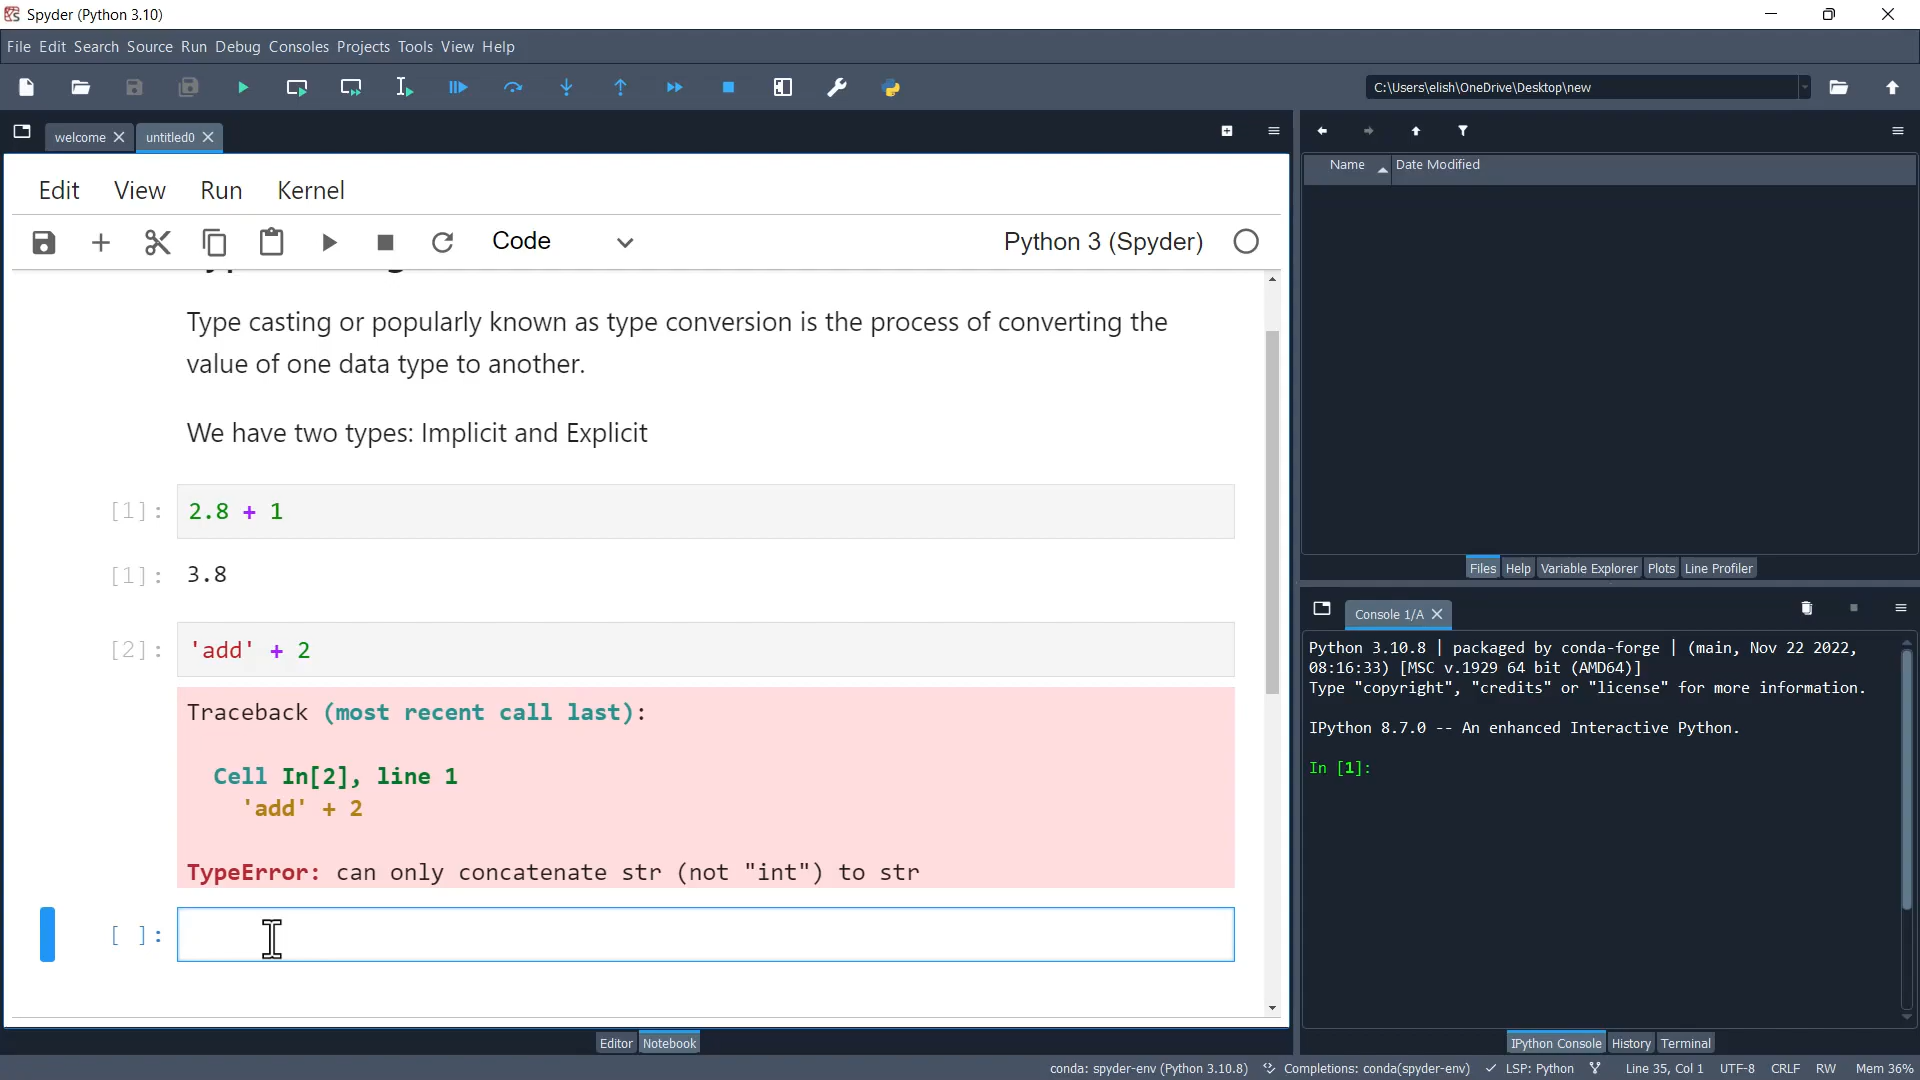 Spyder (Python 3.10)
File Edit Search Source Run Debug Consoles Projects Tools View Help
C:\Users\elish\OneDrive\Desktop\new
welcome
untitled0
Edit View Run Kernel
Code
Python 3 (Spyder)
Type casting or popularly known as type conversion is the process of converting the
value of one data type to another.
We have two types: Implicit and Explicit
[1]: 2.8 + 1
[1]: 3.8
[2]: 'add' + 2
Traceback (most recent call last):
Cell In[2], line 1
'add' + 2
TypeError: can only concatenate str (not "int") to str
[ ]:
Editor Notebook
Name Date Modified
Files Help Variable Explorer Plots Line Profiler
Console 1/A
Python 3.10.8 | packaged by conda-forge | (main, Nov 22 2022,
08:16:33) [MSC v.1929 64 bit (AMD64)]
Type "copyright", "credits" or "license" for more information.
IPython 8.7.0 -- An enhanced Interactive Python.
In [1]:
IPython Console History Terminal
conda: spyder-env (Python 3.10.8) Completions: conda(spyder-env) LSP: Python Line 35, Col 1 UTF-8 CRLF RW Mem 36%